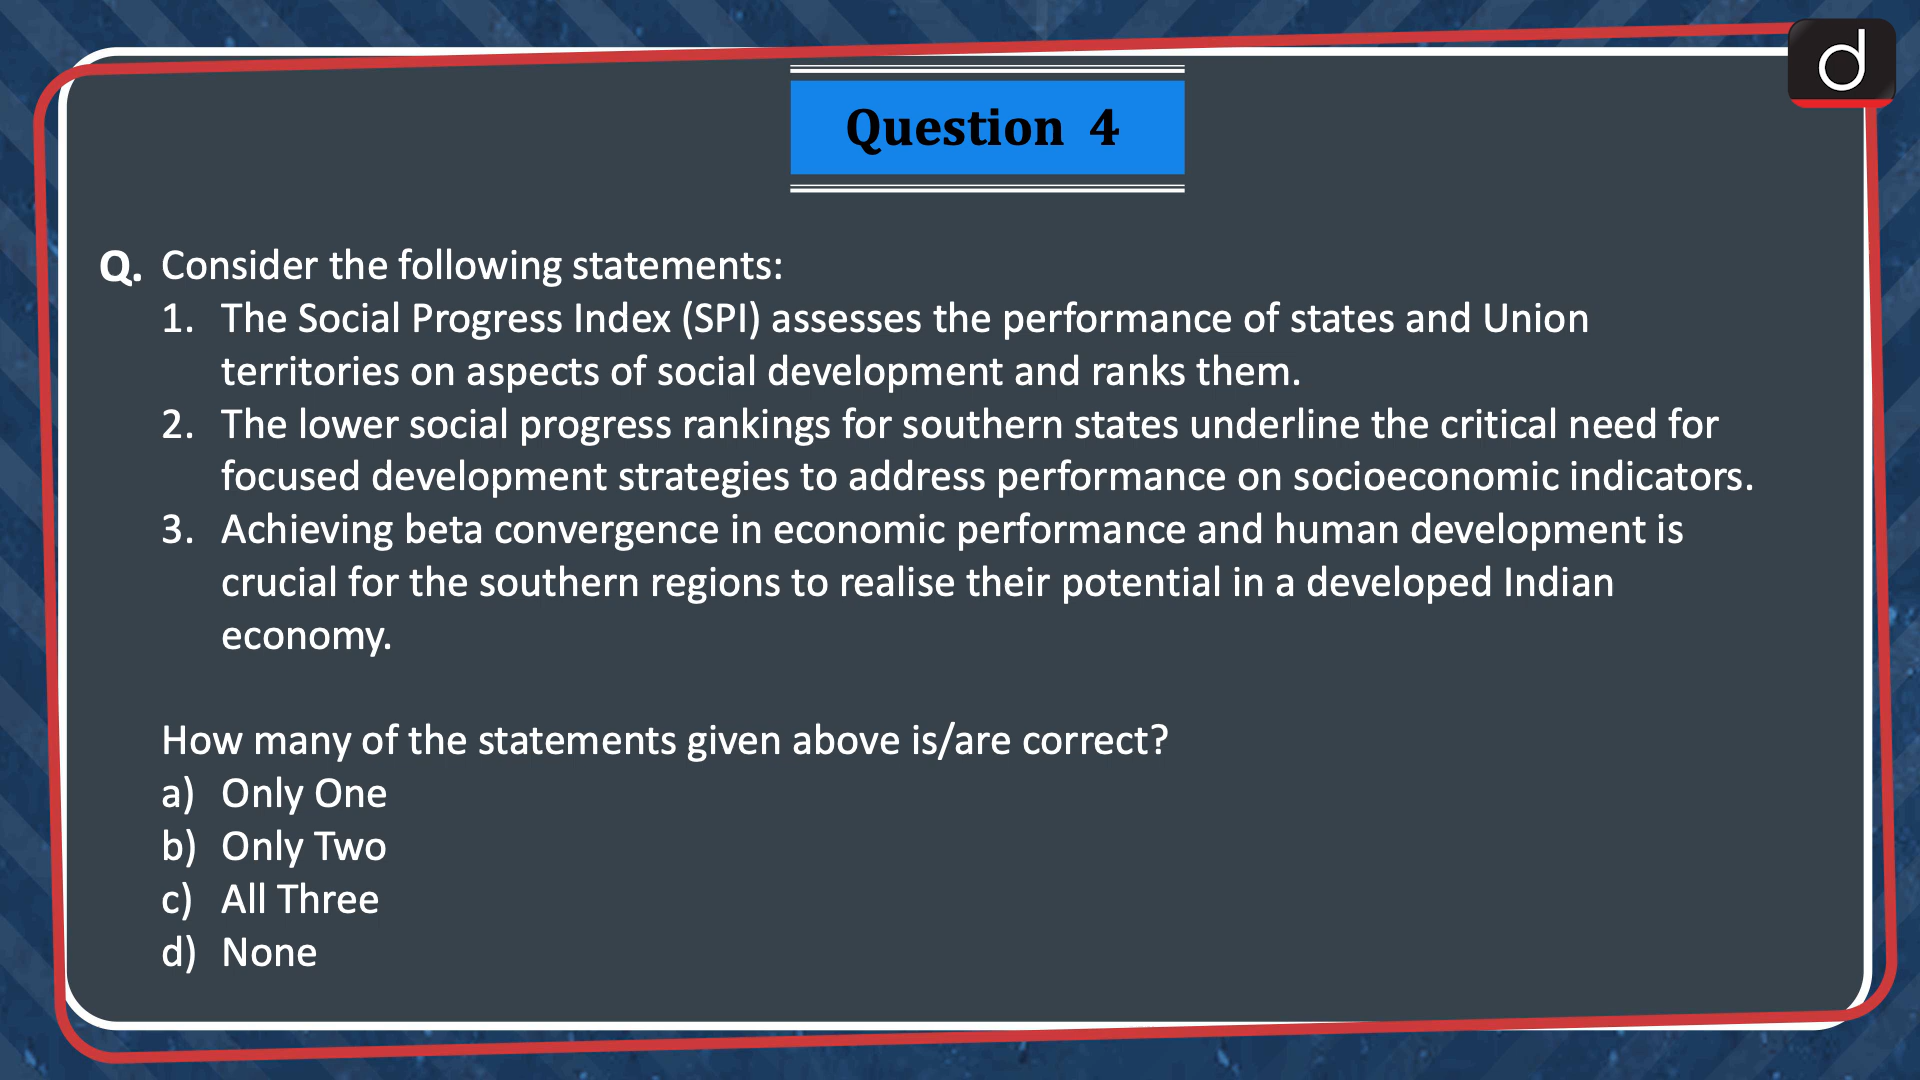 Question 4
Q. Consider the following statements:
1. The Social Progress Index (SPI) assesses the performance of states and Union
territories on aspects of social development and ranks them.
2. The lower social progress rankings for southern states underline the critical need for
focused development strategies to address performance on socioeconomic indicators.
3. Achieving beta convergence in economic performance and human development is
crucial for the southern regions to realise their potential in a developed Indian
economy.
How many of the statements given above is/are correct?
a) Only One
b) Only Two
c) All Three
d) None